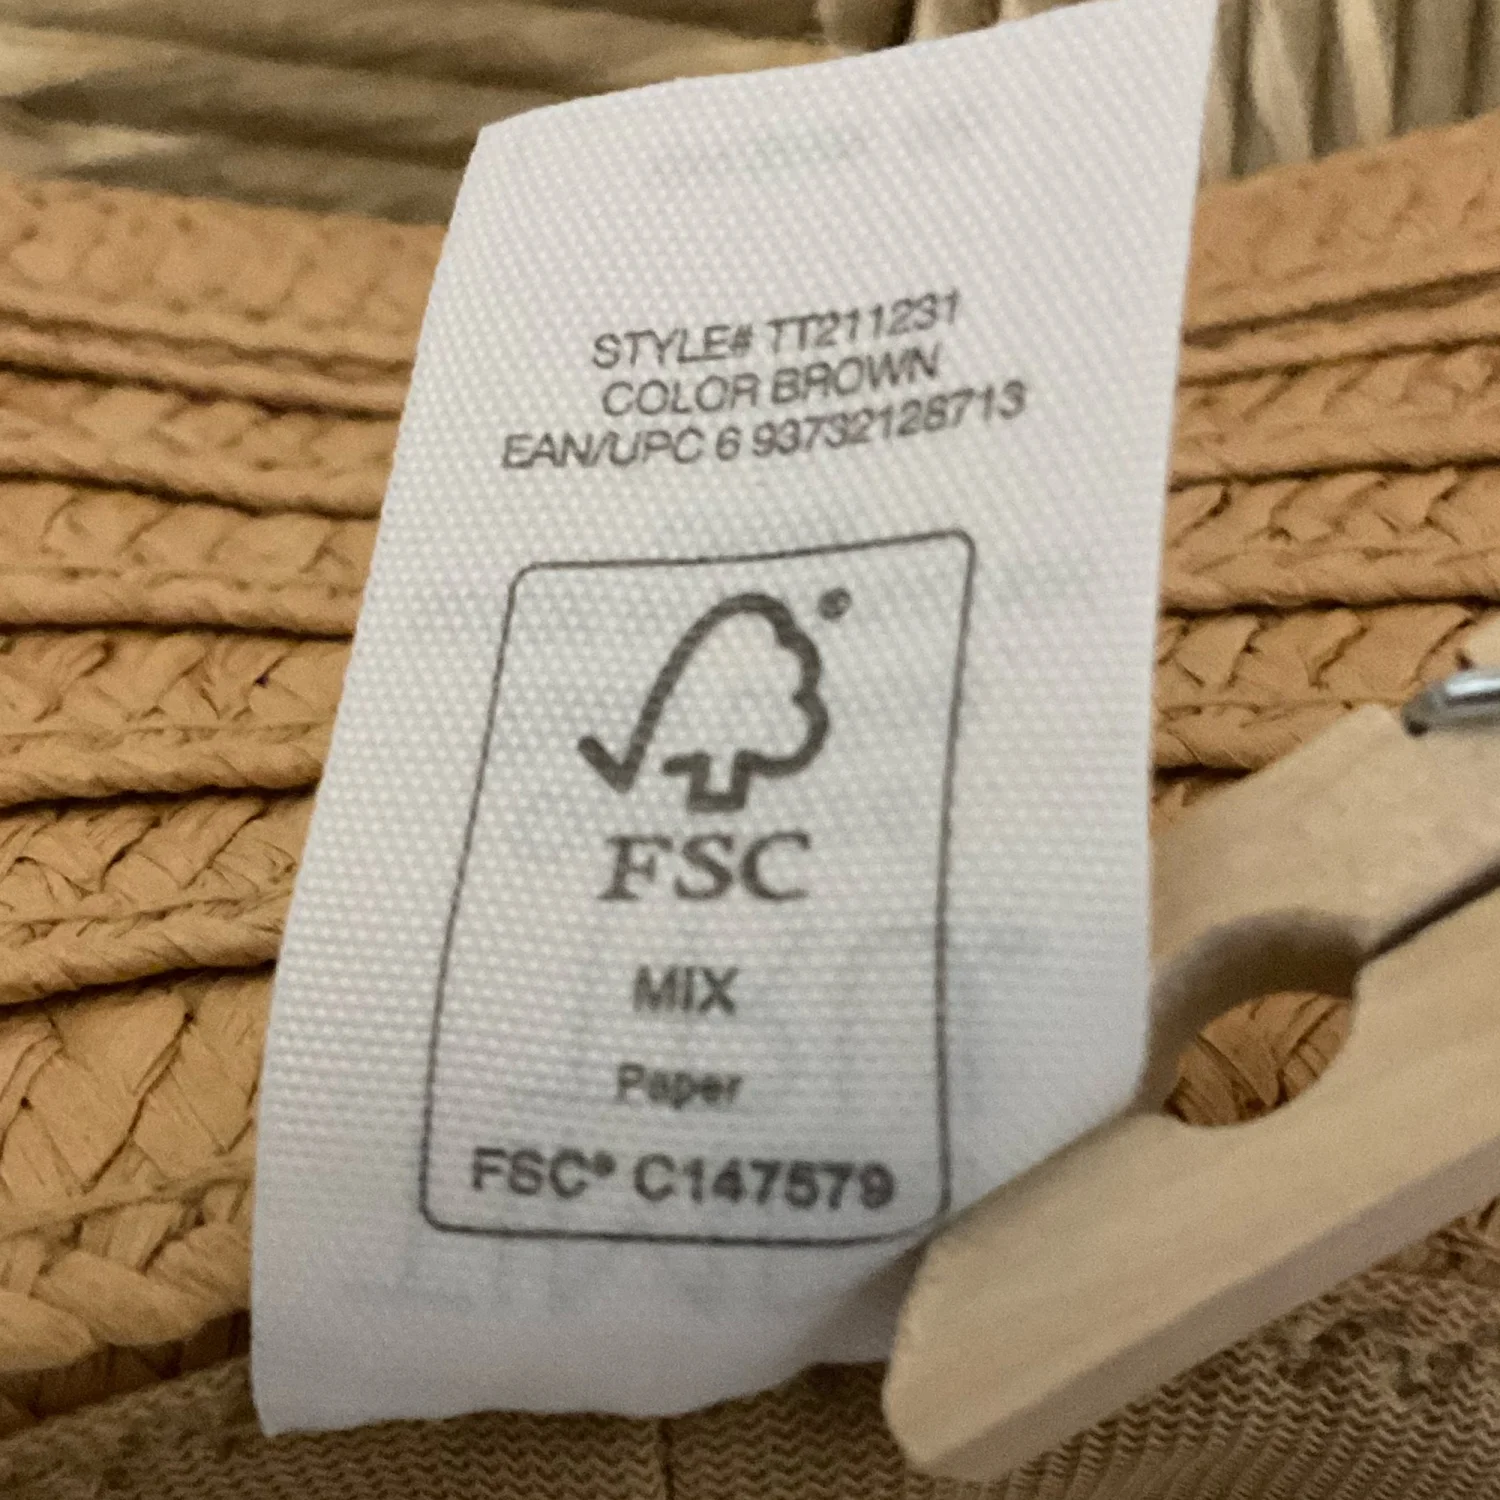 STYLE# TT211231
COLOR BROWN
EAN/UPC 6 93732128713
®
FSC
MIX
Paper
FSC® C147579